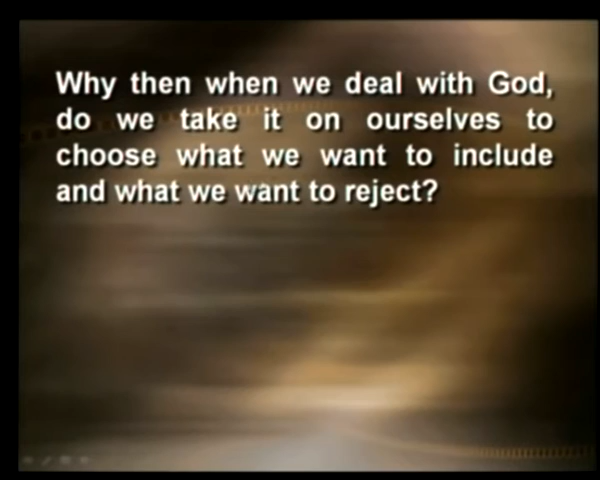 Why then when we deal with God,
do we take it on ourselves to
choose what we want to include
and what we want to reject?